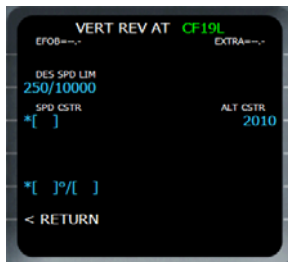 VERT REV AT CF19L
EFOB=--.- EXTRA=--.-
DES SPD LIM
250/10000
SPD CSTR ALT CSTR
*[ ] 2010
*[ ]º/[ ]
< RETURN